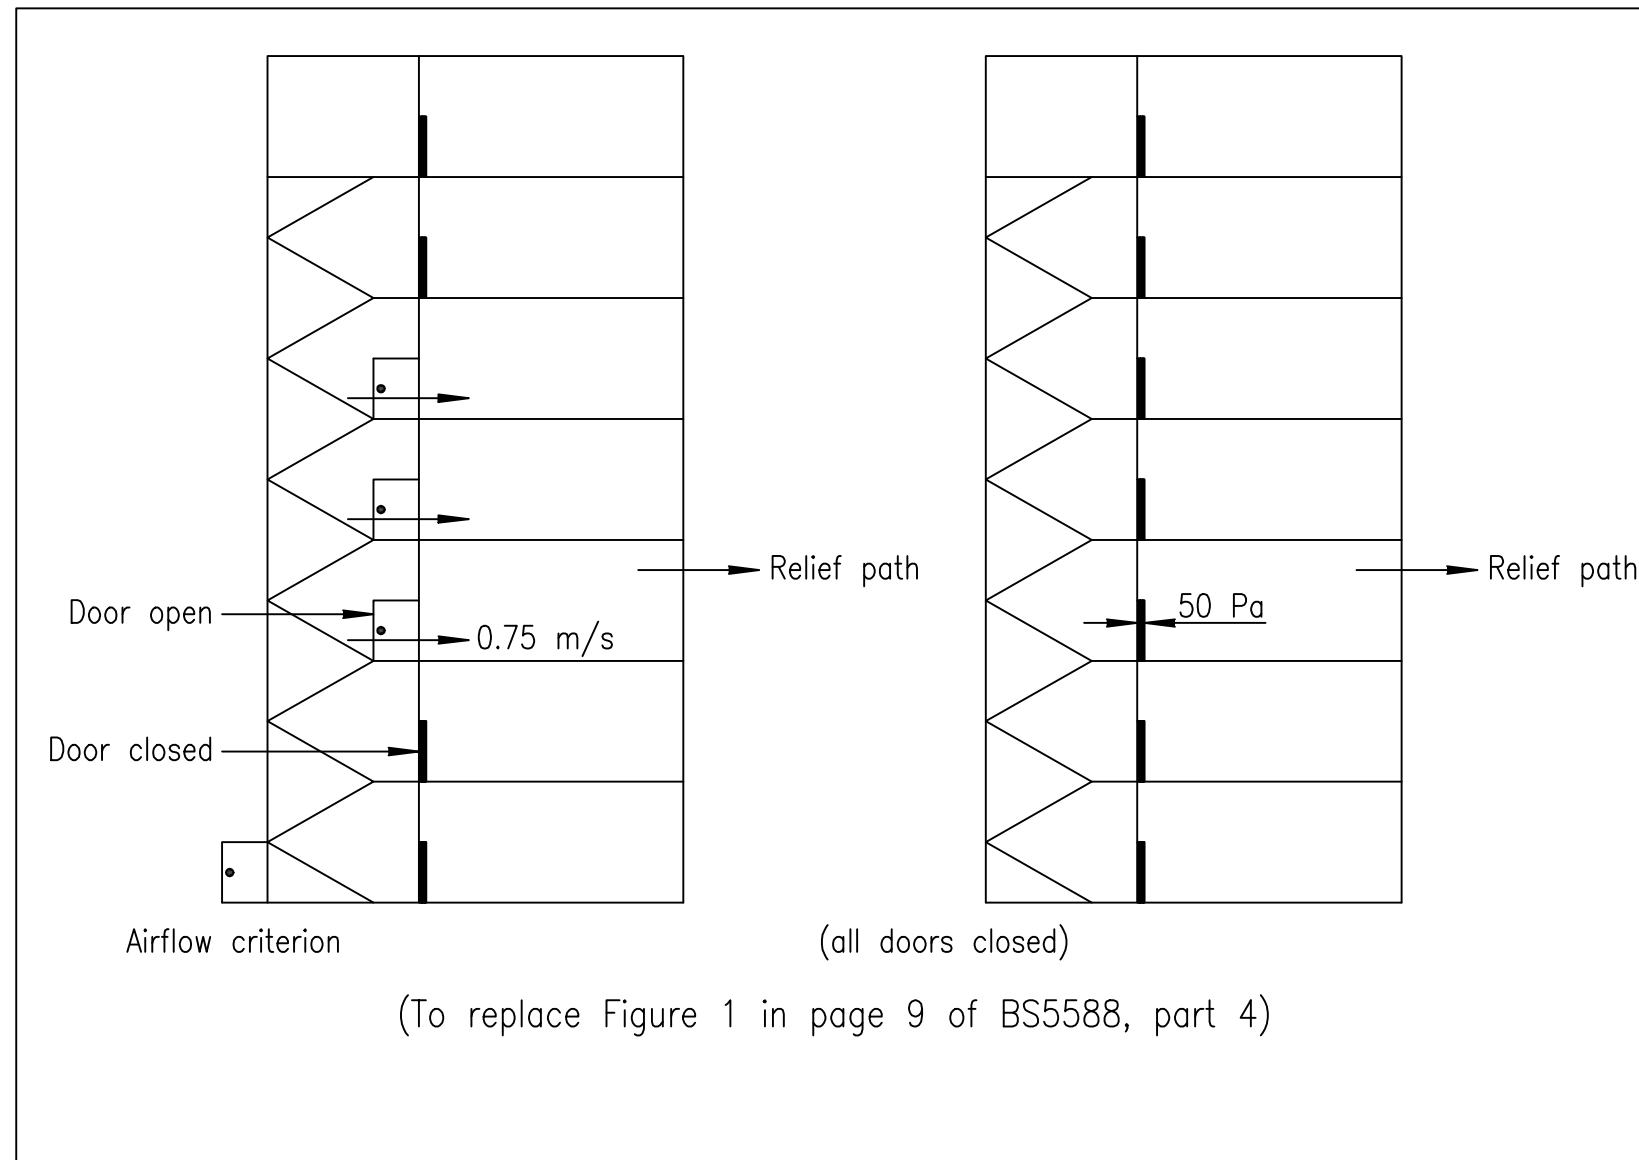 Relief path
Relief path
Door open
50 Pa
0.75 m/s
Door closed
Airflow criterion
(all doors closed)
(To replace Figure 1 in page 9 of BS5588, part 4)